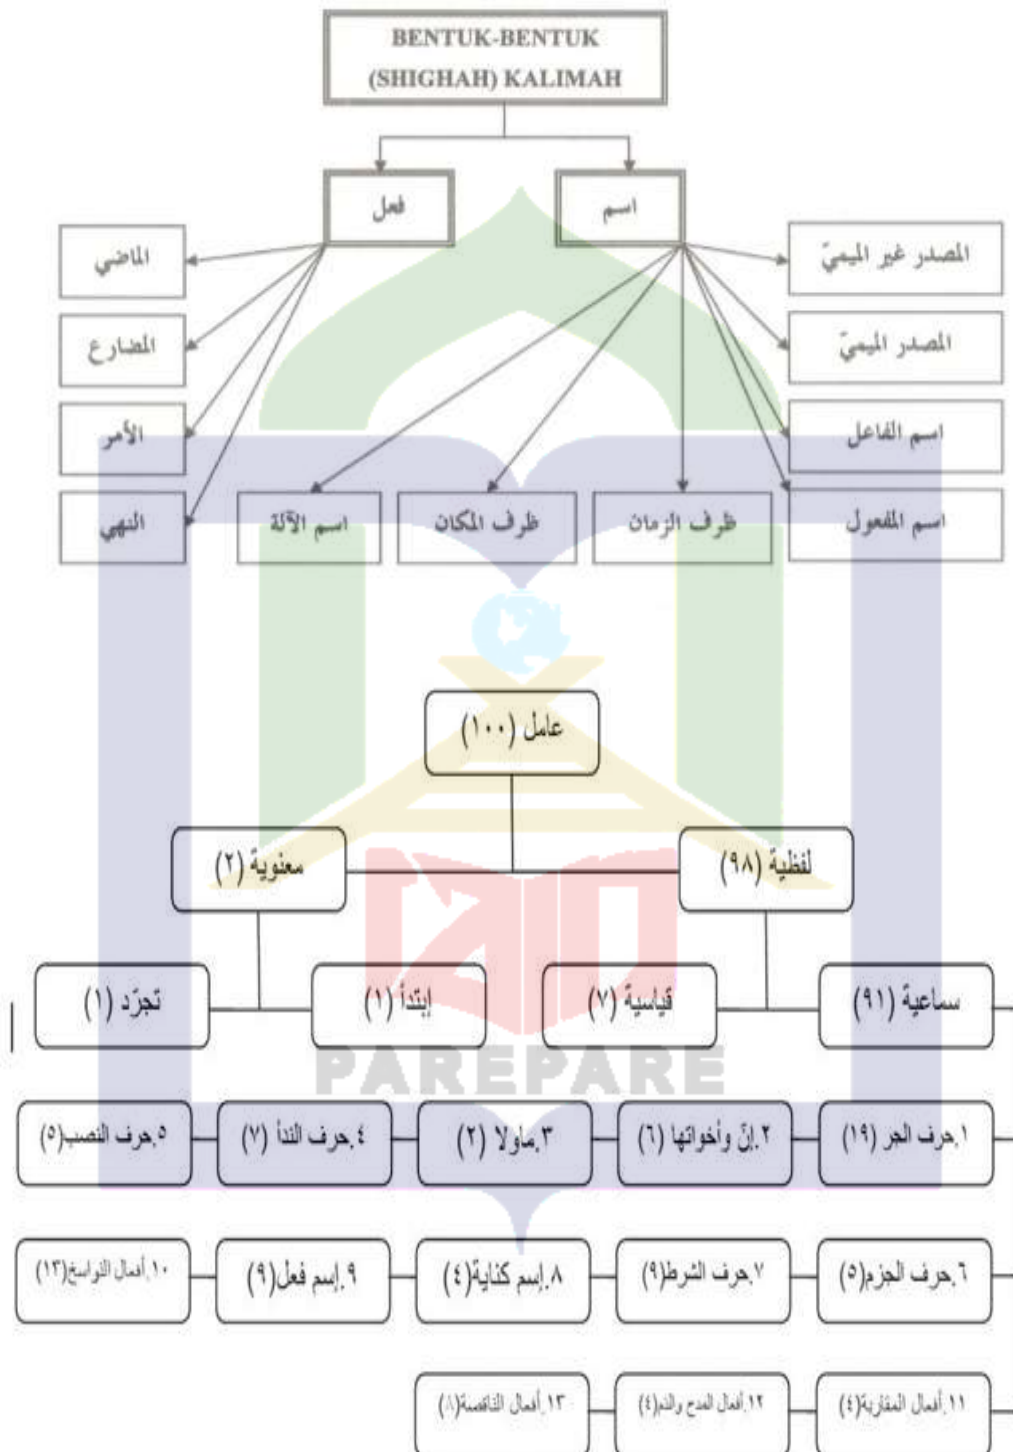 BENTUK-BENTUK
(SHIGHAH) KALIMAH
اسم
فعل
المصدر غير الميميّ
المصدر الميميّ
اسم الفاعل
اسم المفعول
ظرف الزمان
ظرف المكان
اسم الآلة
الماضي
المضارع
الأمر
النهي
عامل (١٠٠)
لفظية (٩٨)
معنوية (٢)
سماعية (٩١)
قياسية (٧)
إبتدأ (١)
تجرّد (١)
PAREPARE
١.حرف الجر (١٩)
٢.إنّ وأخواتها (٦)
٣.ماولا (٢)
٤.حرف الندأ (٧)
٥.حرف النصب(٥)
٦.حرف الجزم(٥)
٧.حرف الشرط(٩)
٨.إسم كناية(٤)
٩.إسم فعل(٩)
١٠.أفعال النواسخ(١٣)
١١.أفعال المقاربة(٤)
١٢.أفعال المدح والذم(٤)
١٣.أفعال الناقصة(٨)